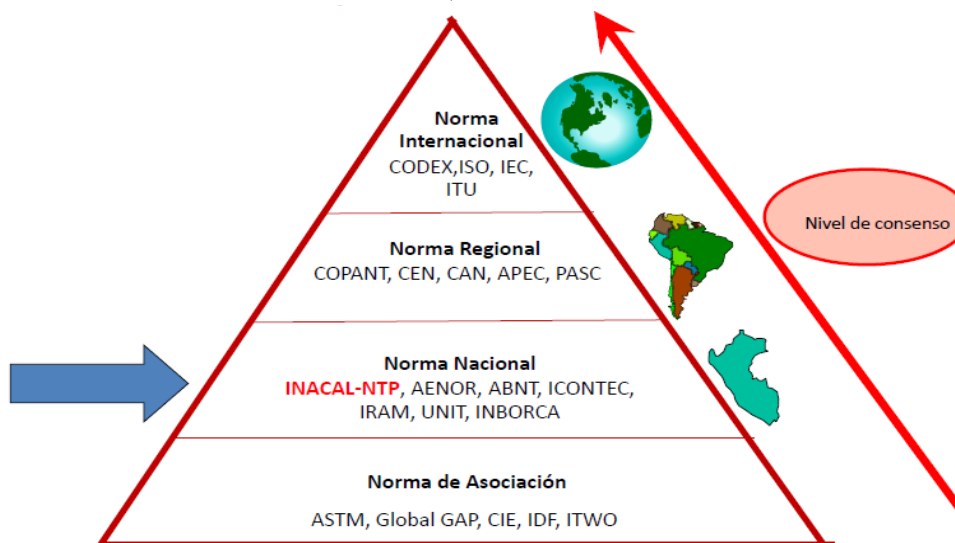 Norma
Internacional
CODEX,ISO, IEC,
ITU
Nivel de consenso
Norma Regional
COPANT, CEN, CAN, APEC, PASC
Norma Nacional
INACAL-NTP, AENOR, ABNT, ICONTEC,
IRAM, UNIT, INBORCA
Norma de Asociación
ASTM, Global GAP, CIE, IDF, ITWO